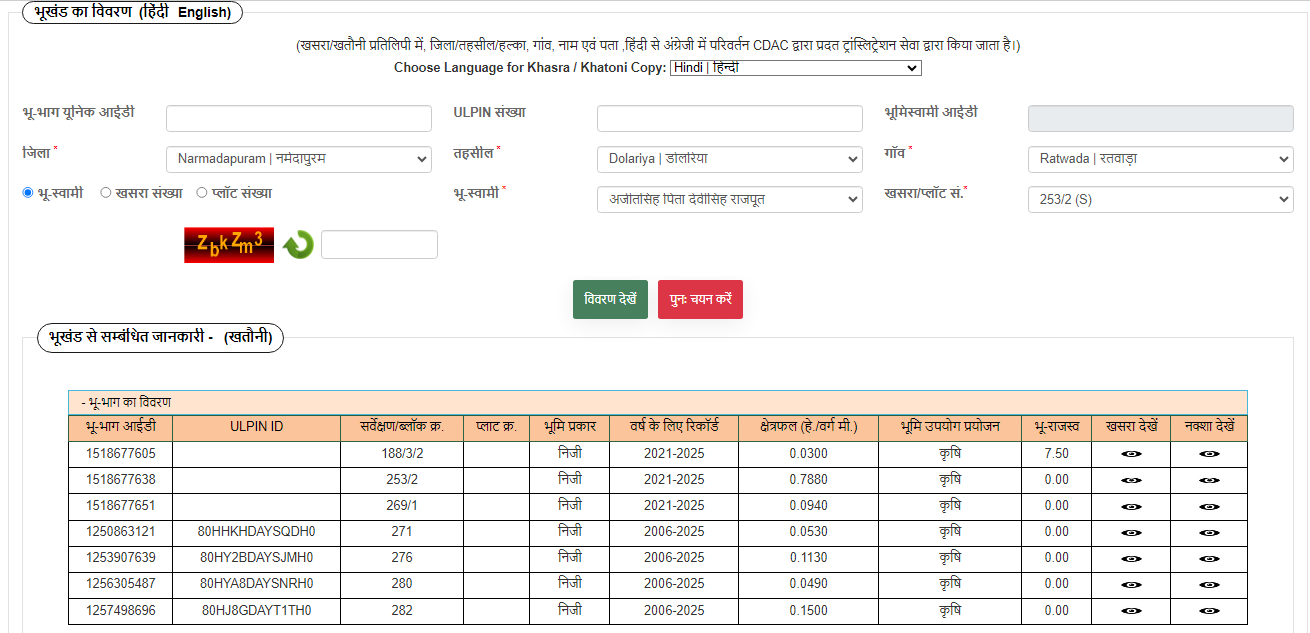 भूखंड का विवरण (हिंदी English)
(खसरा/खतौनी प्रतिलिपी में, जिला/तहसील/हल्का, गांव, नाम एवं पता ,हिंदी से अंग्रेजी में परिवर्तन CDAC द्वारा प्रदत ट्रांस्लिट्रेशन सेवा द्वारा किया जाता है।)
Choose Language for Khasra / Khatoni Copy: Hindi | हिन्दी
भू-भाग यूनिक आईडी ULPIN संख्या भूमिस्वामी आईडी
जिला * Narmadapuram | नर्मदापुरम तहसील * Dolariya | डोलरिया गाँव * Ratwada | रतवाड़ा
भू-स्वामी खसरा संख्या प्लॉट संख्या भू-स्वामी * अजीतसिंह पिता देवीसिंह राजपूत खसरा/प्लॉट सं.* 253/2 (S)
zbkZm3
विवरण देखें पुनः चयन करें
भूखंड से सम्बंधित जानकारी - (खतौनी)
- भू-भाग का विवरण
भू-भाग आईडी ULPIN ID सर्वेक्षण/ब्लॉक क्र. प्लाट क्र. भूमि प्रकार वर्ष के लिए रिकॉर्ड क्षेत्रफल (हे./वर्ग मी.) भूमि उपयोग प्रयोजन भू-राजस्व खसरा देखें नक्शा देखें
1518677605 188/3/2 निजी 2021-2025 0.0300 कृषि 7.50
1518677638 253/2 निजी 2021-2025 0.7880 कृषि 0.00
1518677651 269/1 निजी 2021-2025 0.0940 कृषि 0.00
1250863121 80HHKHDAYSQDH0 271 निजी 2006-2025 0.0530 कृषि 0.00
1253907639 80HY2BDAYSJMH0 276 निजी 2006-2025 0.1130 कृषि 0.00
1256305487 80HYA8DAYSNRH0 280 निजी 2006-2025 0.0490 कृषि 0.00
1257498696 80HJ8GDAYT1TH0 282 निजी 2006-2025 0.1500 कृषि 0.00